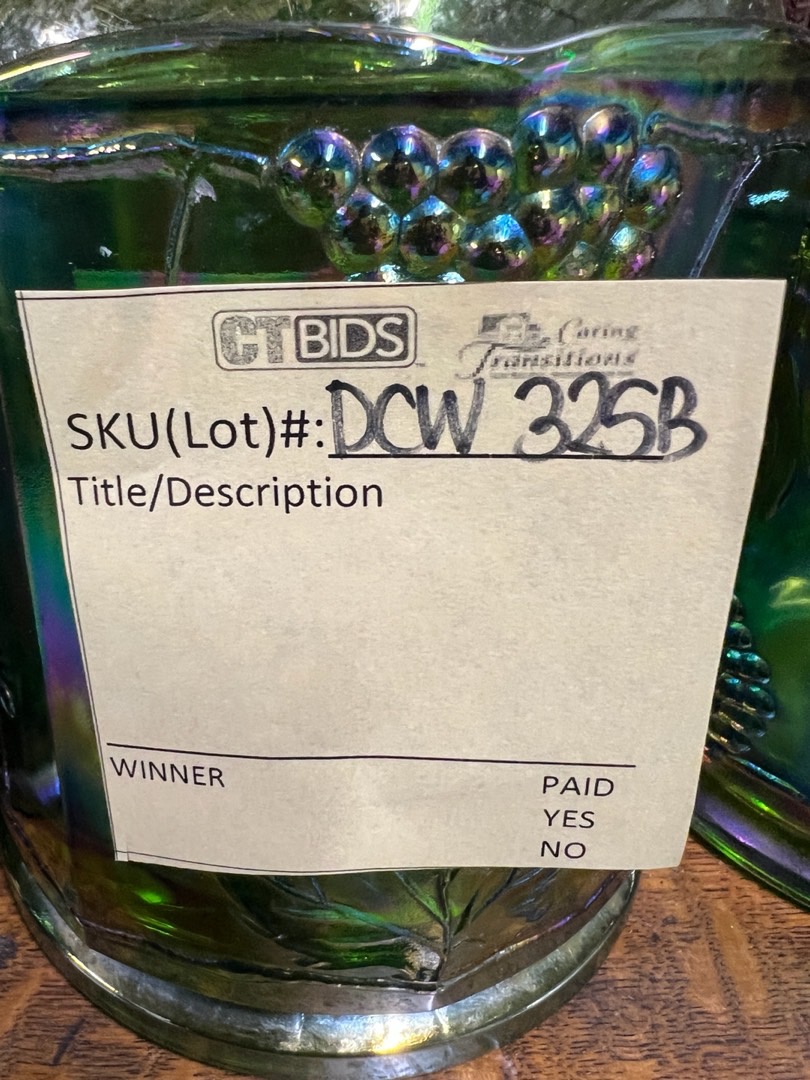 CTBIDS
Caring
Transitions
SKU(Lot)#: DCW 325B
Title/Description
WINNER PAID
YES
NO